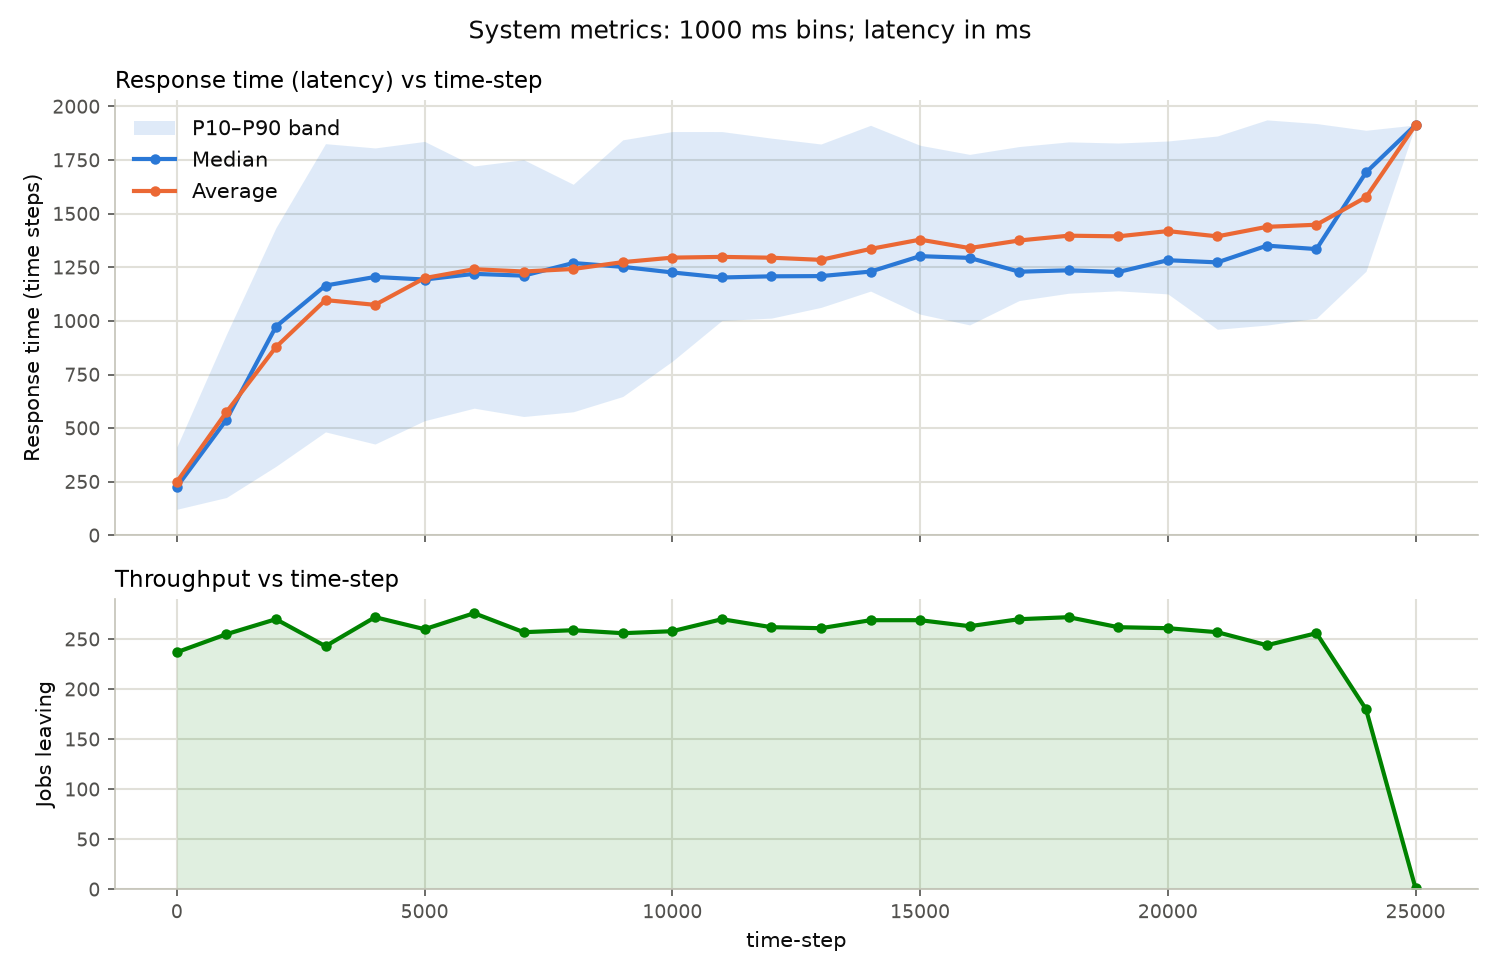 System metrics: 1000 ms bins; latency in ms
Response time (latency) vs time-step
2000
1750
1500
1250
1000
750
500
250
0
Response time (time steps)
P10–P90 band
Median
Average
Throughput vs time-step
250
200
150
100
50
0
Jobs leaving
0
5000
10000
15000
20000
25000
time-step